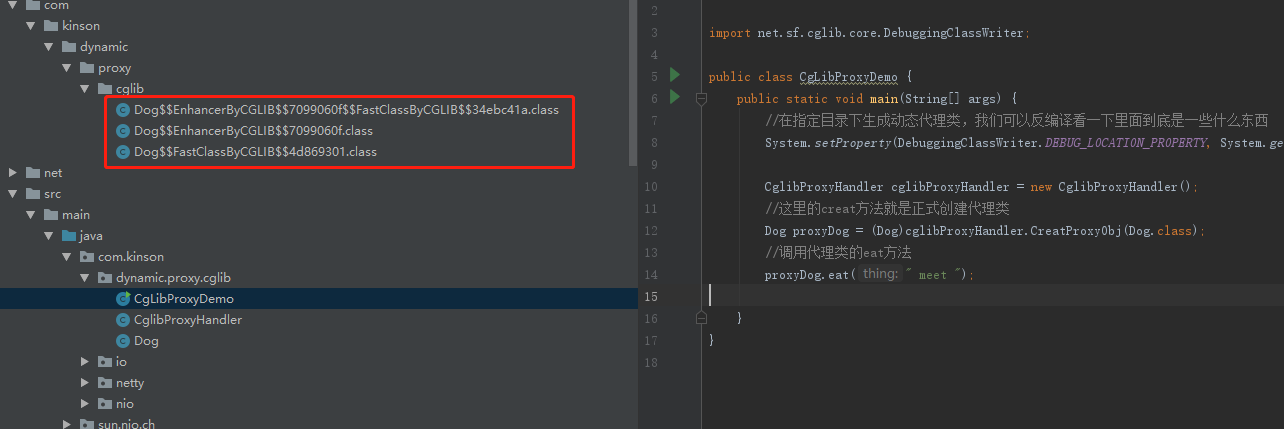 com
kinson
dynamic
proxy
cglib
Dog$$EnhancerByCGLIB$$7099060f$$FastClassByCGLIB$$34ebc41a.class
Dog$$EnhancerByCGLIB$$7099060f.class
Dog$$FastClassByCGLIB$$4d869301.class
net
src
main
java
com.kinson
dynamic.proxy.cglib
CgLibProxyDemo
CglibProxyHandler
Dog
io
netty
nio
sun.nio.ch
2
3 import net.sf.cglib.core.DebuggingClassWriter;
4
5 public class CgLibProxyDemo {
6 public static void main(String[] args) {
7 //在指定目录下生成动态代理类，我们可以反编译看一下里面到底是一些什么东西
8 System.setProperty(DebuggingClassWriter.DEBUG_LOCATION_PROPERTY, System.ge
9
10 CglibProxyHandler cglibProxyHandler = new CglibProxyHandler();
11 //这里的creat方法就是正式创建代理类
12 Dog proxyDog = (Dog)cglibProxyHandler.CreatProxyObj(Dog.class);
13 //调用代理类的eat方法
14 proxyDog.eat( thing: " meet ");
15
16 }
17 }
18